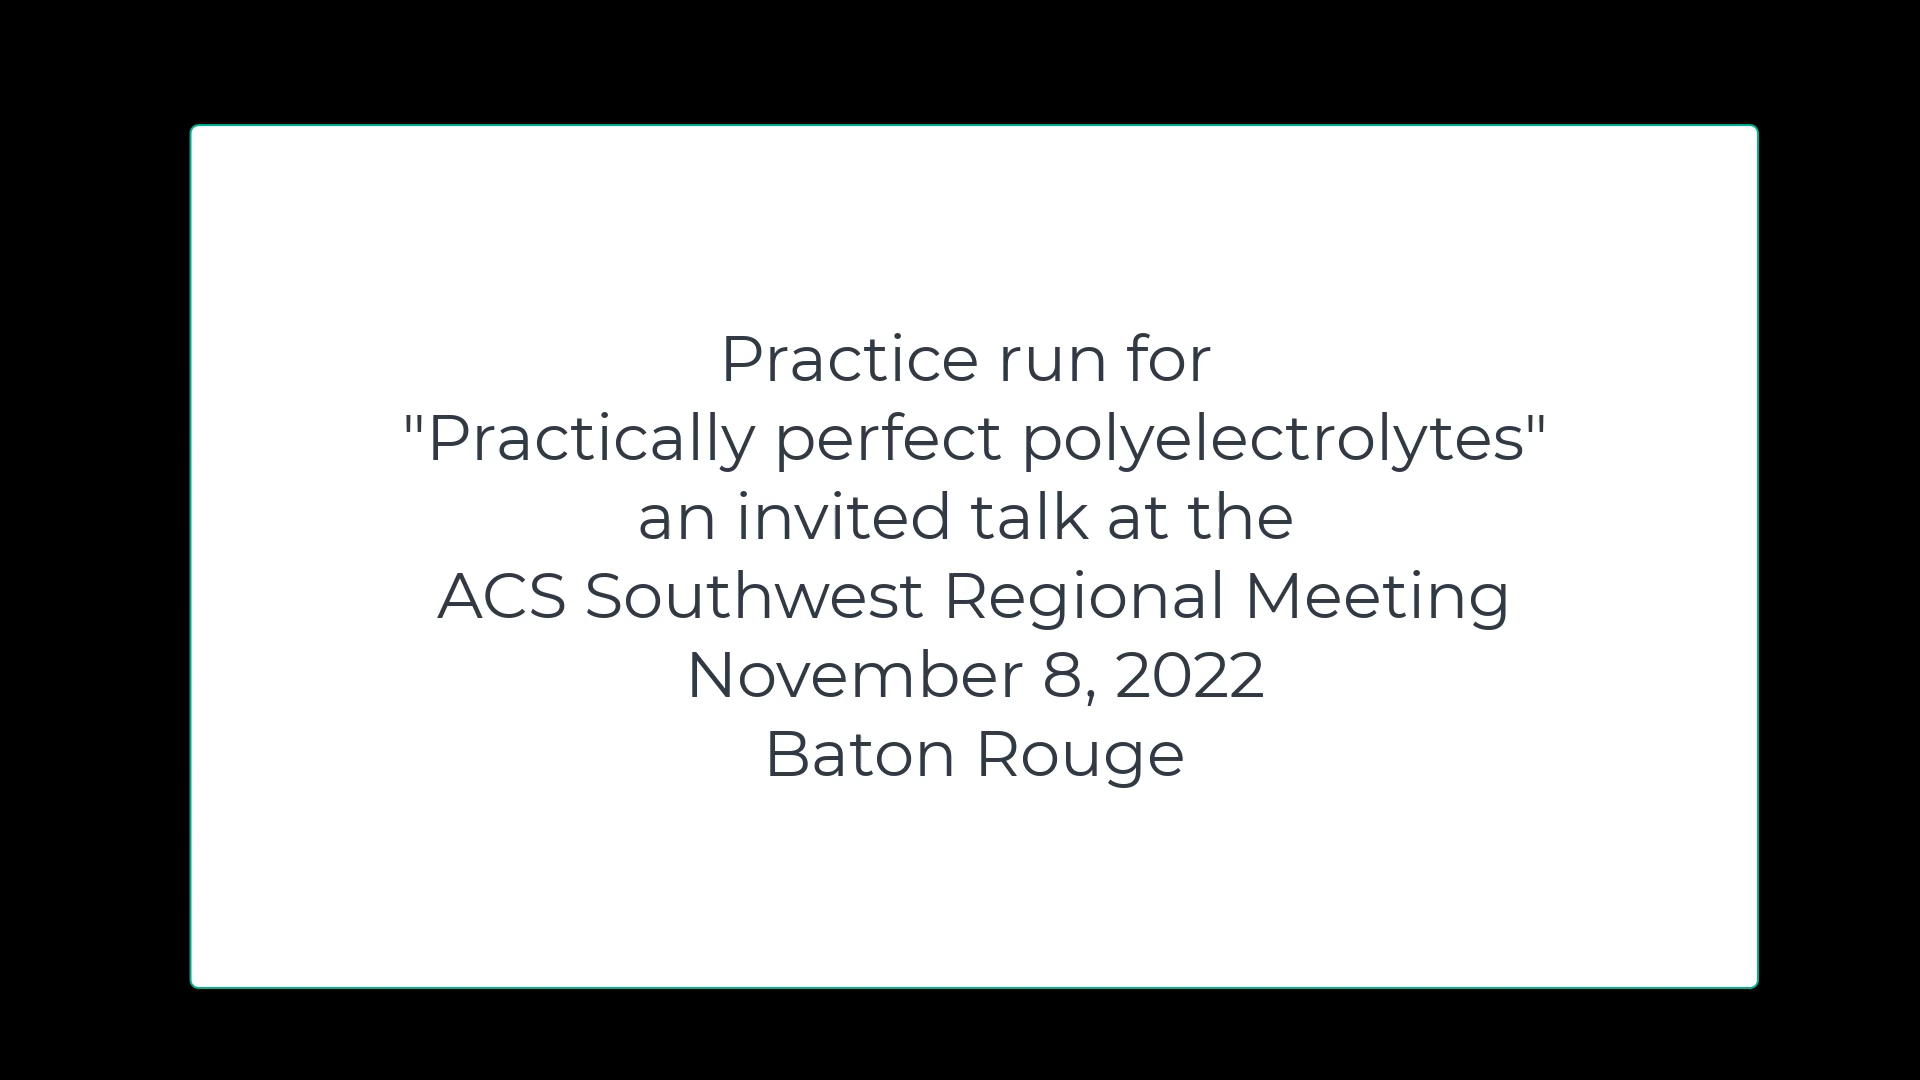 Practice run for
"Practically perfect polyelectrolytes"
an invited talk at the
ACS Southwest Regional Meeting
November 8, 2022
Baton Rouge